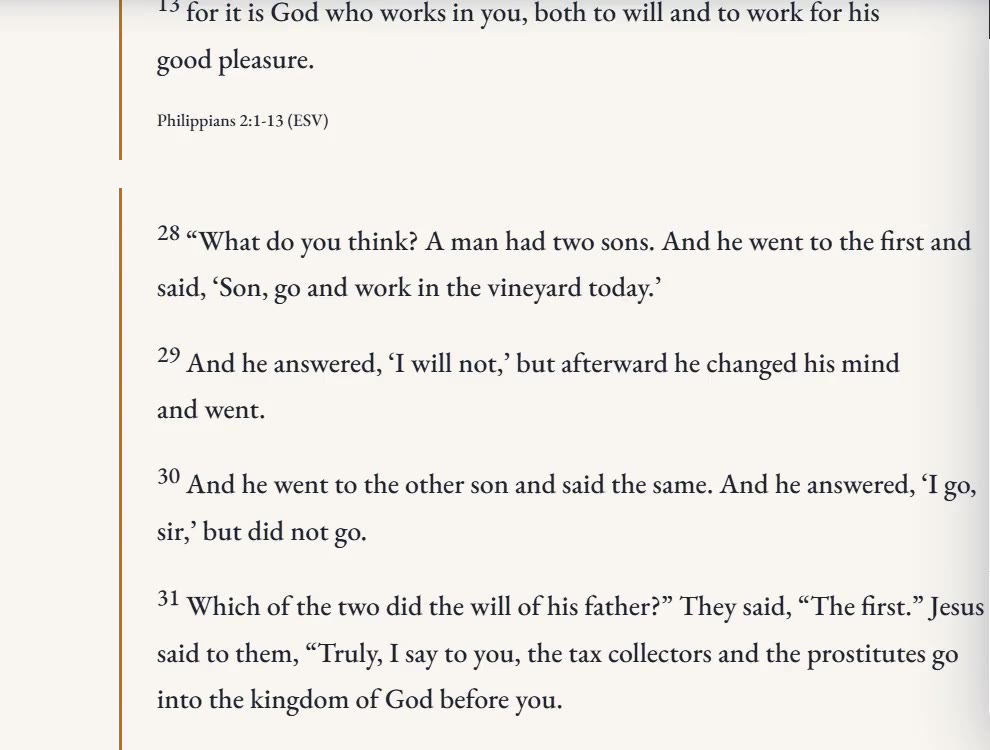 13 for it is God who works in you, both to will and to work for his
good pleasure.
Philippians 2:1-13 (ESV)
28 “What do you think? A man had two sons. And he went to the first and
said, ‘Son, go and work in the vineyard today.’
29 And he answered, ‘I will not,’ but afterward he changed his mind
and went.
30 And he went to the other son and said the same. And he answered, ‘I go,
sir,’ but did not go.
31 Which of the two did the will of his father?” They said, “The first.” Jesus
said to them, “Truly, I say to you, the tax collectors and the prostitutes go
into the kingdom of God before you.